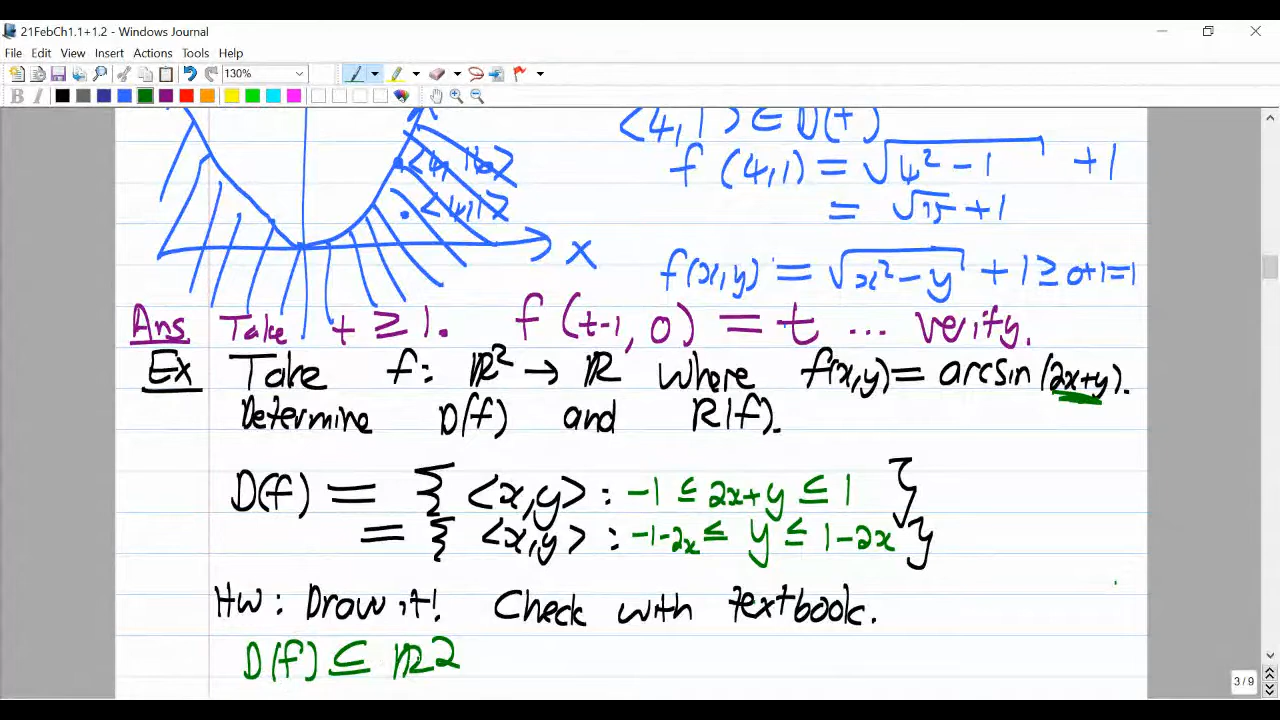 21FebCh1.1+1.2 - Windows Journal
File Edit View Insert Actions Tools Help
130%
B i
<4,1> ∈ D(f)
f (4,1) = √(4² - 1) + 1
= √15 + 1
<4,16>
<4,1>
x
f(x,y) = √(x² - y) + 1 ≥ 0+1=1
Ans Take t ≥ 1. f (t-1, 0) = t ... verify.
Ex Take f: ℝ² → ℝ where f(x,y) = arcsin (2x+y).
Determine D(f) and R(f).
D(f) = { <x,y> : -1 ≤ 2x+y ≤ 1 }
= { <x,y> : -1-2x ≤ y ≤ 1-2x }
HW: Draw it! Check with textbook.
D(f) ⊆ ℝ2
3 / 9